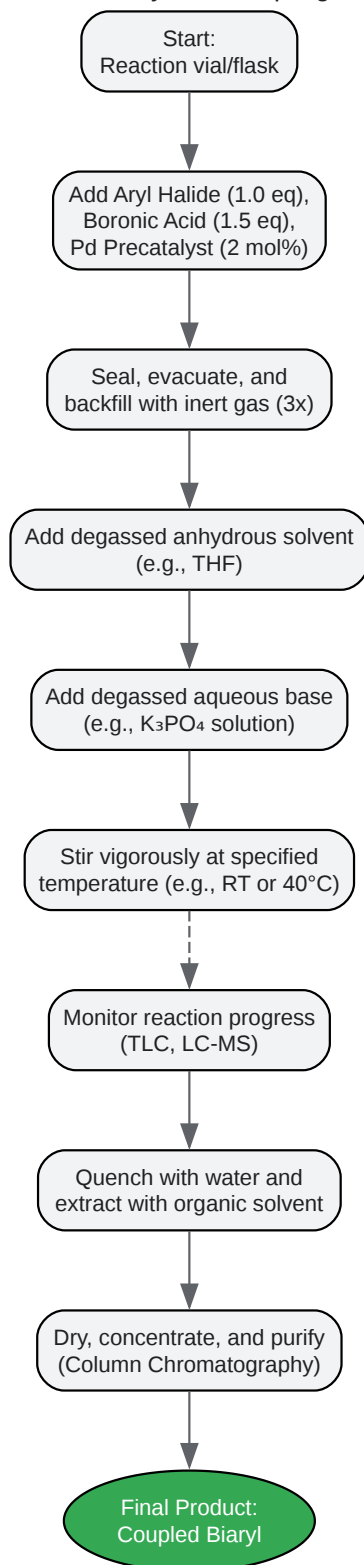 Start:
Reaction vial/flask
Add Aryl Halide (1.0 eq),
Boronic Acid (1.5 eq),
Pd Precatalyst (2 mol%)
Seal, evacuate, and
backfill with inert gas (3x)
Add degassed anhydrous solvent
(e.g., THF)
Add degassed aqueous base
(e.g., K₃PO₄ solution)
Stir vigorously at specified
temperature (e.g., RT or 40°C)
Monitor reaction progress
(TLC, LC-MS)
Quench with water and
extract with organic solvent
Dry, concentrate, and purify
(Column Chromatography)
Final Product:
Coupled Biaryl